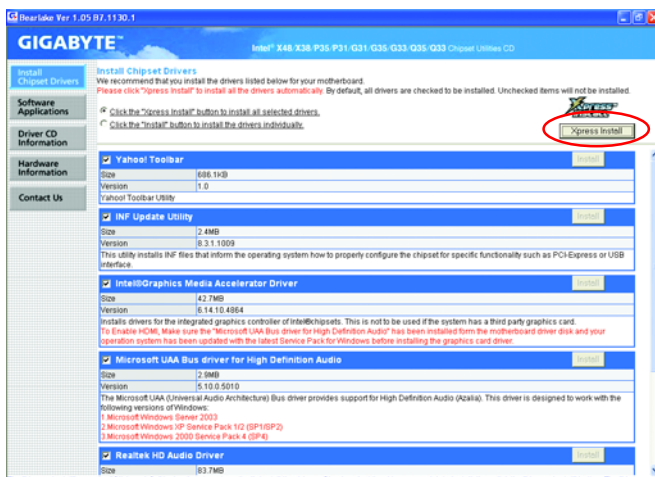 Bearlake Ver 1.05 B7.1130.1
GIGABYTE™
Intel® X48/X38/P35/P31/G31/G35/G33/Q35/Q33 Chipset Utilities CD
Install
Chipset Drivers
Software
Applications
Driver CD
Information
Hardware
Information
Contact Us
Install Chipset Drivers
We recommend that you install the drivers listed below for your motherboard.
Please click "Xpress Install" to install all the drivers automatically. By default, all drivers are checked to be installed. Unchecked items will not be installed.
Click the "Xpress Install" button to install all selected drivers.
Click the "Install" button to install the drivers individually.
Xpress
Xpress Install
Yahoo! Toolbar
Install
Size 686.1KB
Version 1.0
Yahoo! Toolbar Utility
INF Update Utility
Install
Size 2.4MB
Version 8.3.1.1009
This utility installs INF files that inform the operating system how to properly configure the chipset for specific functionality such as PCI-Express or USB
interface.
Intel®Graphics Media Accelerator Driver
Install
Size 42.7MB
Version 6.14.10.4864
Installs drivers for the integrated graphics controller of Intel®chipsets. This is not to be used if the system has a third party graphics card.
To Enable HDMI, Make sure the "Microsoft UAA Bus driver for High Definition Audio" has been installed form the motherboard driver disk and your
operation system has been updated with the latest Service Pack for Windows before installing the graphics card driver.
Microsoft UAA Bus driver for High Definition Audio
Install
Size 2.9MB
Version 5.10.0.5010
The Microsoft UAA (Universal Audio Architecture) Bus driver provides support for High Definition Audio (Azalia). This driver is designed to work with the
following versions of Windows:
1.Microsoft Windows Server 2003
2.Microsoft Windows XP Service Pack 1/2 (SP1/SP2)
3.Microsoft Windows 2000 Service Pack 4 (SP4)
Realtek HD Audio Driver
Install
Size 83.7MB